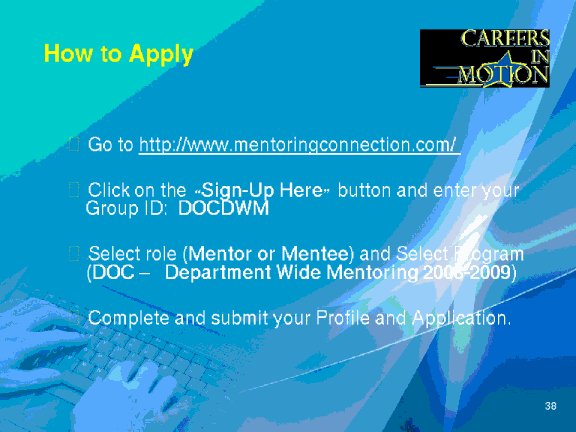 How to Apply
CAREERS
IN
MOTION
Go to http://www.mentoringconnection.com/
Click on the “Sign-Up Here” button and enter your
Group ID: DOCDWM
Select role (Mentor or Mentee) and Select Program
(DOC – Department Wide Mentoring 2008-2009)
Complete and submit your Profile and Application.
38